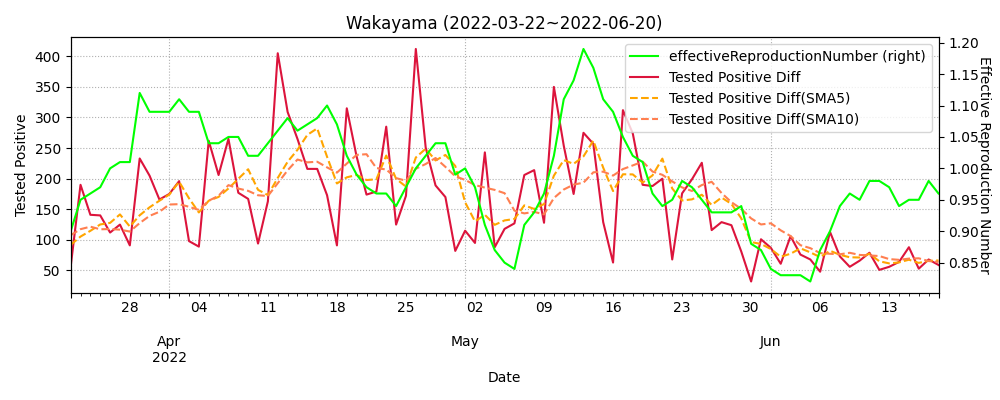 Wakayama (2022-03-22~2022-06-20)
effectiveReproductionNumber (right)
Tested Positive Diff
Tested Positive Diff(SMA5)
Tested Positive Diff(SMA10)
Tested Positive
400
350
300
250
200
150
100
50
1.20
1.15
1.10
1.05
1.00
0.95
0.90
0.85
Effective Reproduction Number
28 04 11 18 25 02 09 16 23 30 06 13
Apr May Jun
2022
Date